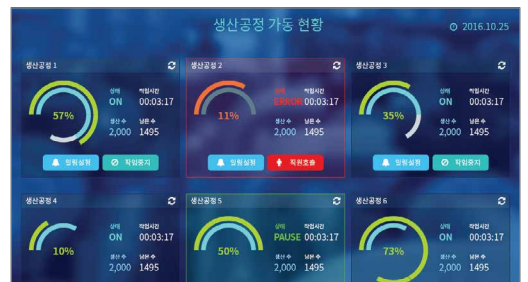 생산공정 가동 현황
2016.10.25
생산공정 1
57%
상태 작업시간
ON 00:03:17
생산 수 남은 수
2,000 1495
알림설정 작업중지
생산공정 2
11%
상태 작업시간
ERROR 00:03:17
생산 수 남은 수
2,000 1495
알림설정 직원호출
생산공정 3
35%
상태 작업시간
ON 00:03:17
생산 수 남은 수
2,000 1495
알림설정 작업중지
생산공정 4
10%
상태 작업시간
ON 00:03:17
생산 수 남은 수
2,000 1495
생산공정 5
50%
상태 작업시간
PAUSE 00:03:17
생산 수 남은 수
2,000 1495
생산공정 6
73%
상태 작업시간
ON 00:03:17
생산 수 남은 수
2,000 1495